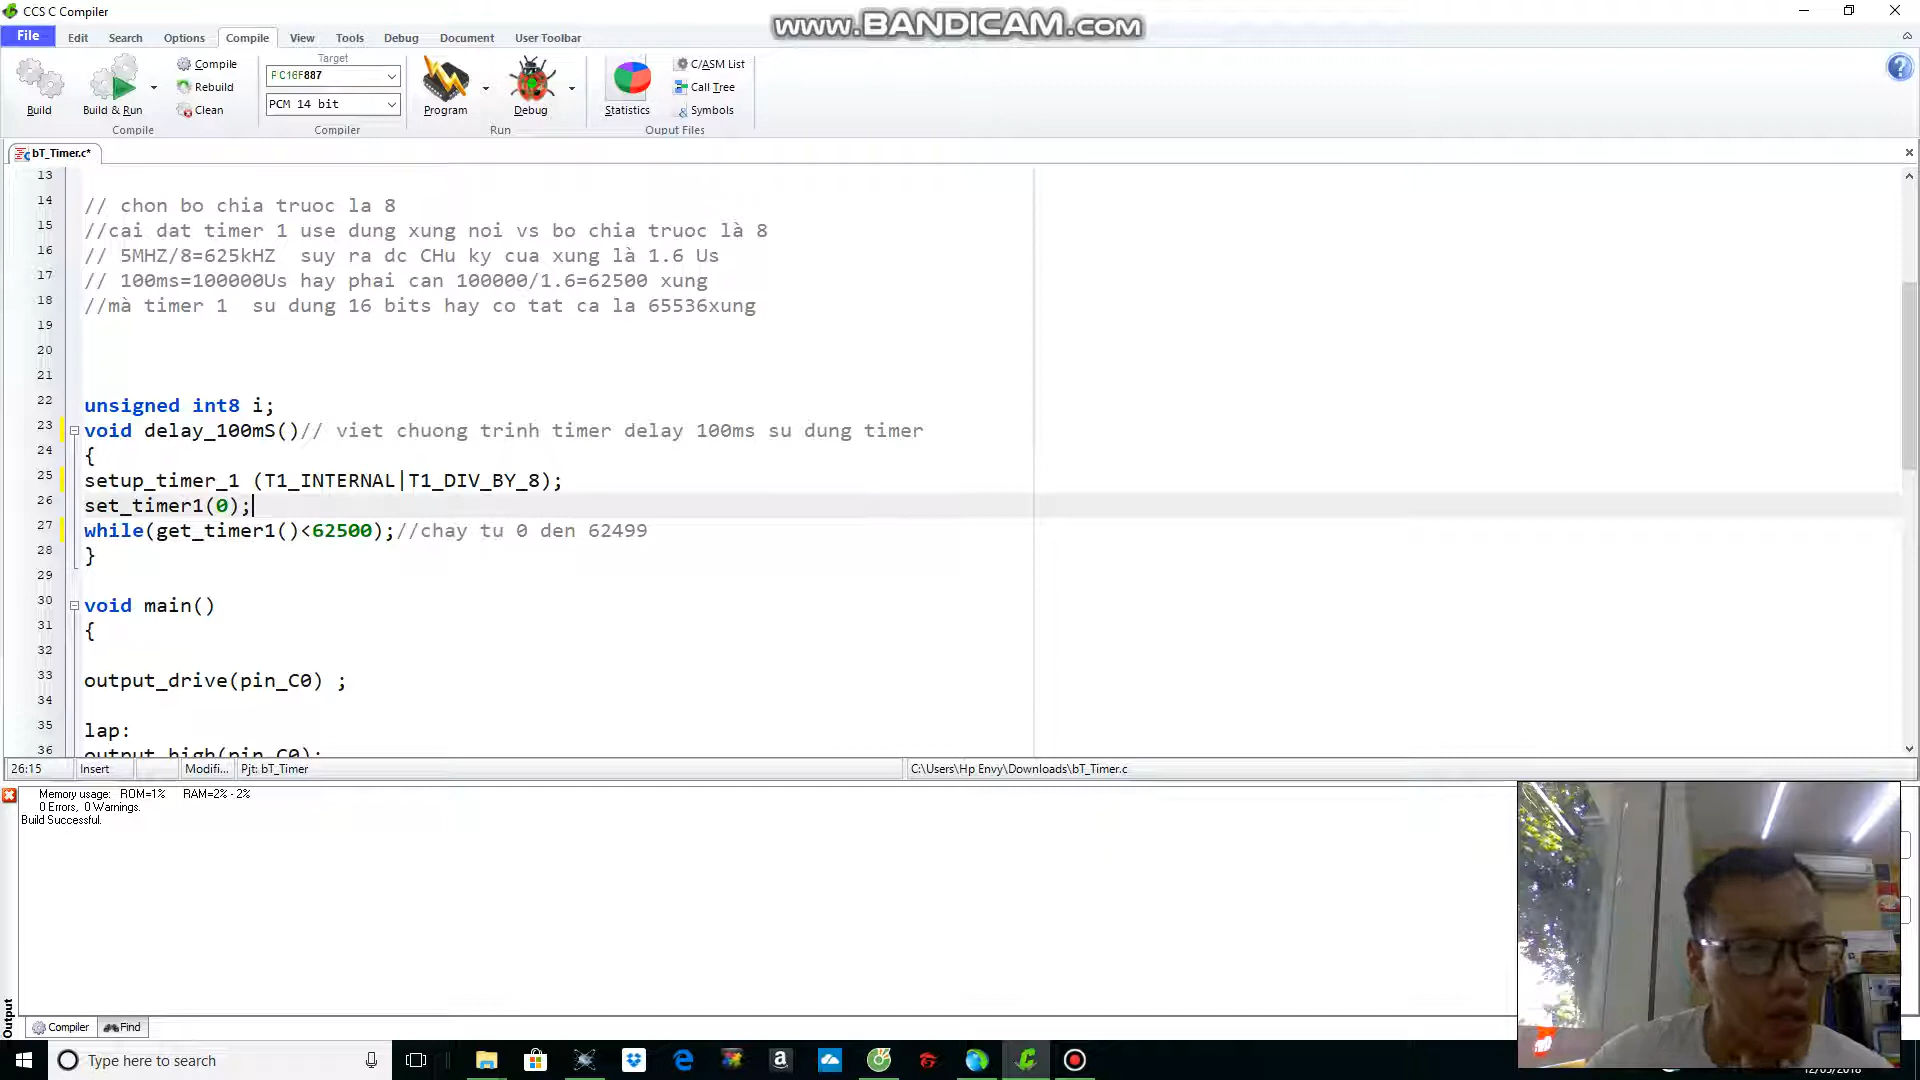 CCS C Compiler
www.BANDICAM.com
File Edit Search Options Compile View Tools Debug Document User Toolbar
Build
Build & Run
Compile
Rebuild
Clean
Compile
Target
PIC16F887
PCM 14 bit
Compiler
Program
Debug
Run
Statistics
C/ASM List
Call Tree
Symbols
Ouput Files
bT_Timer.c*
13
14 // chon bo chia truoc la 8
15 //cai dat timer 1 use dung xung noi vs bo chia truoc là 8
16 // 5MHZ/8=625kHZ  suy ra dc CHu ky cua xung là 1.6 Us
17 // 100ms=100000Us hay phai can 100000/1.6=62500 xung
18 //mà timer 1  su dung 16 bits hay co tat ca la 65536xung
19
20
21
22 unsigned int8 i;
23 void delay_100mS()// viet chuong trinh timer delay 100ms su dung timer
24 {
25 setup_timer_1 (T1_INTERNAL|T1_DIV_BY_8);
26 set_timer1(0);
27 while(get_timer1()<62500);//chay tu 0 den 62499
28 }
29
30 void main()
31 {
32
33 output_drive(pin_C0) ;
34
35 lap:
36 output_high(pin_C0);
26:15 Insert Modifi... Pjt: bT_Timer C:\Users\Hp Envy\Downloads\bT_Timer.c
Memory usage: ROM=1% RAM=2% - 2%
0 Errors, 0 Warnings.
Build Successful.
Output
Compiler Find
Type here to search
12/05/2018